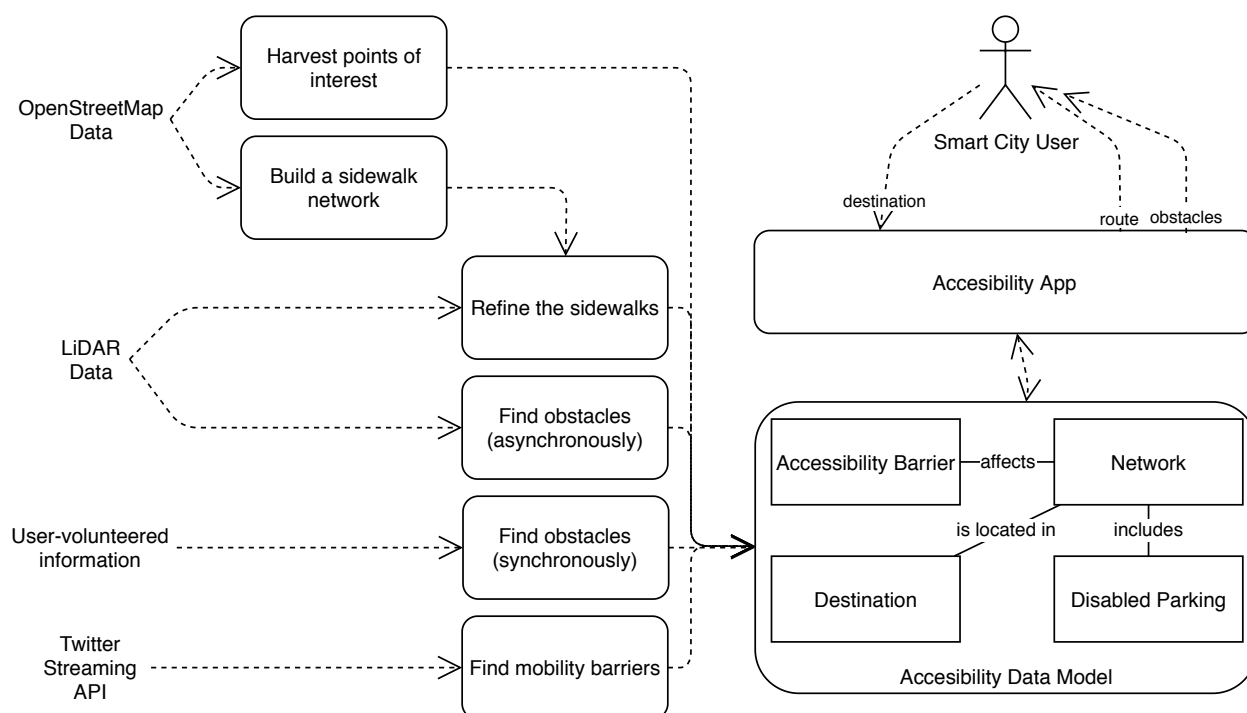 Harvest points of
interest
OpenStreetMap
Data
Build a sidewalk
network
Smart City User
destination
route
obstacles
Accesibility App
Refine the sidewalks
LiDAR
Data
Find obstacles
(asynchronously)
Accessibility Barrier
affects
Network
is located in
includes
User-volunteered
information
Find obstacles
(synchronously)
Destination
Disabled Parking
Twitter
Streaming
API
Find mobility barriers
Accesibility Data Model